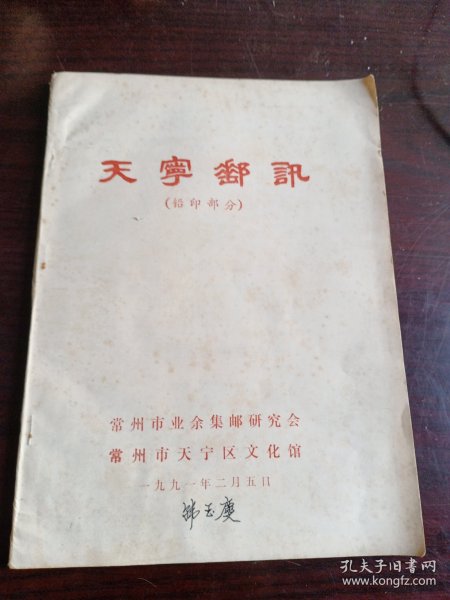 天寧郵訊
(铅印部分)
常州市业余集邮研究会
常州市天宁区文化馆
一九九一年二月五日
孔夫子旧书网
www.kongfz.com